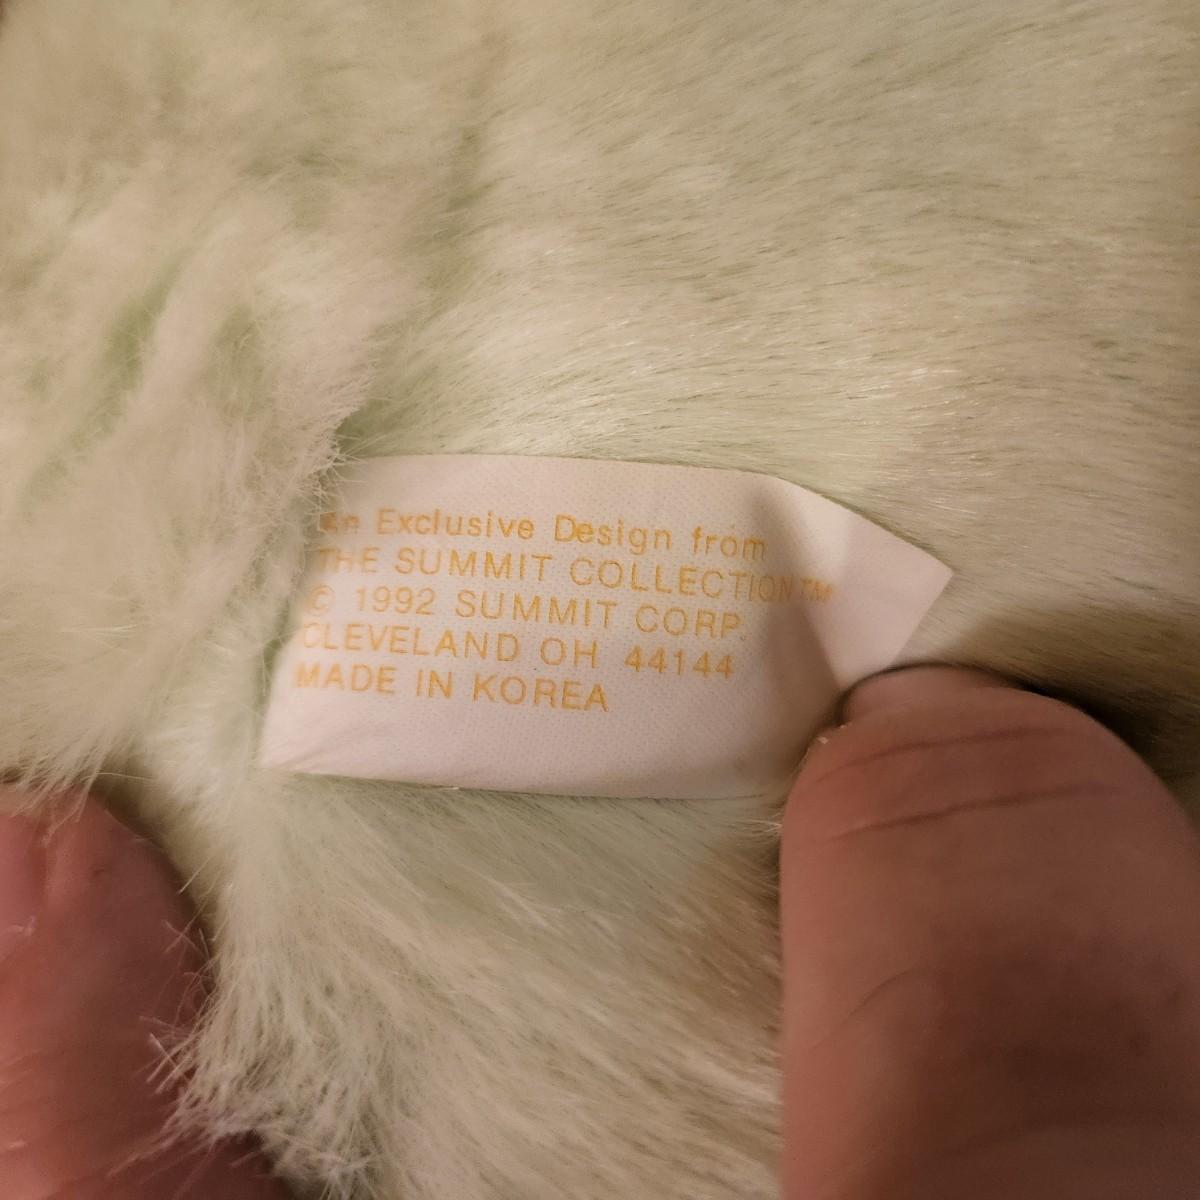 An Exclusive Design from
THE SUMMIT COLLECTION™
© 1992 SUMMIT CORP.
CLEVELAND OH 44144
MADE IN KOREA